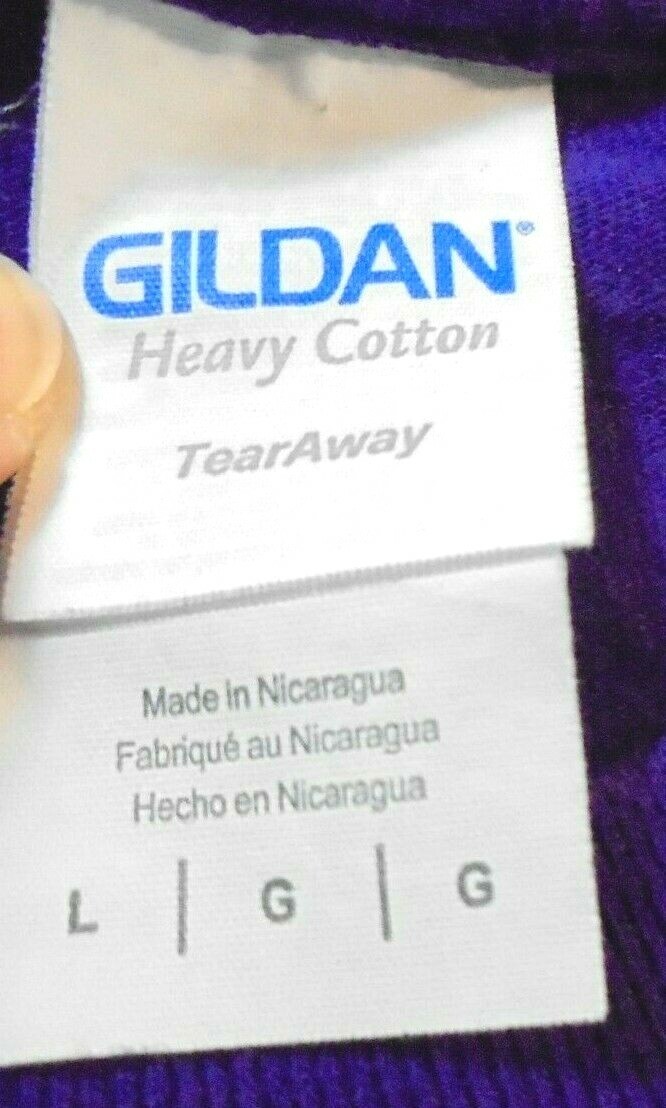 GILDAN®
Heavy Cotton
TearAway
Made in Nicaragua
Fabriqué au Nicaragua
Hecho en Nicaragua
L | G | G